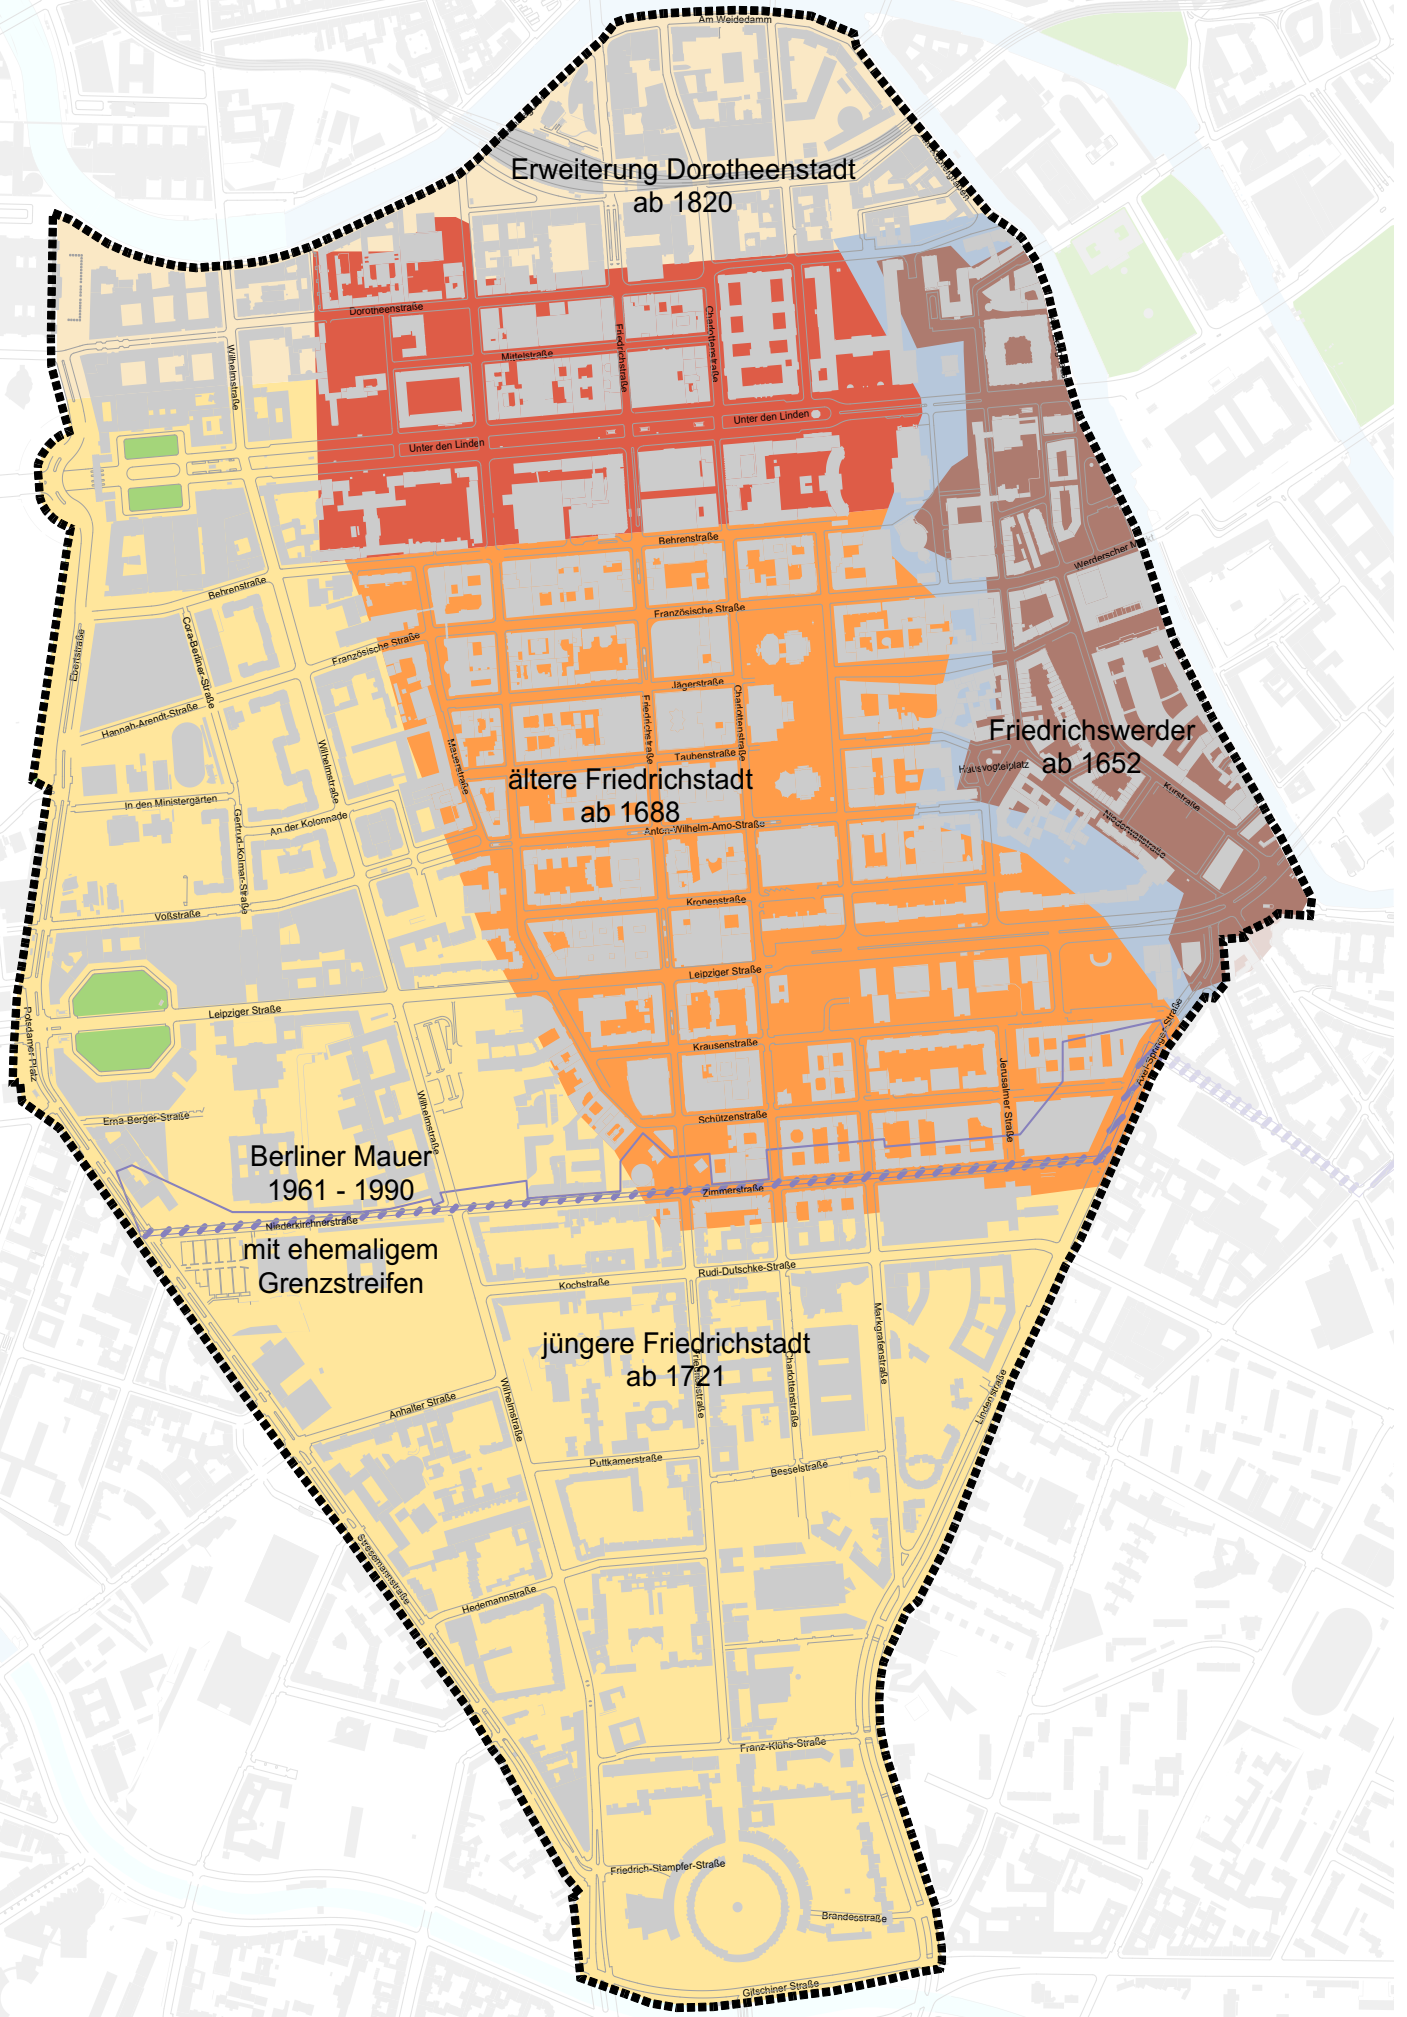 Am Weidedamm
Erweiterung Dorotheenstadt
ab 1820
Dorotheenstraße
Wilhelmstraße
Mittelstraße
Friedrichstraße
Charlottenstraße
Unter den Linden
Unter den Linden
Behrenstraße
Behrenstraße
Französische Straße
Französische Straße
Cora-Berliner-Straße
Ebertstraße
Hannah-Arendt-Straße
Wilhelmstraße
Jägerstraße
Friedrichstraße
Charlottenstraße
Mauerstraße
Taubenstraße
Werderscher Markt
Friedrichswerder
ab 1652
Hausvogteiplatz
Kurstraße
Niederwallstraße
ältere Friedrichstadt
ab 1688
In den Ministergärten
An der Kolonnade
Gertrud-Kolmar-Straße
Anton-Wilhelm-Amo-Straße
Voßstraße
Kronenstraße
Leipziger Straße
Leipziger Straße
Potsdamer Platz
Krausenstraße
Jerusalmer Straße
Axel-Springer-Straße
Erna-Berger-Straße
Wilhelmstraße
Schützenstraße
Berliner Mauer
1961 - 1990
Zimmerstraße
Niederkirchnerstraße
mit ehemaligem
Grenzstreifen
Kochstraße
Rudi-Dutschke-Straße
Markgrafenstraße
jüngere Friedrichstadt
ab 1721
Friedrichstraße
Charlottenstraße
Lindenstraße
Anhalter Straße
Wilhelmstraße
Puttkamerstraße
Besselstraße
Stresemannstraße
Hedemannstraße
Franz-Klühs-Straße
Friedrich-Stampfer-Straße
Brandesstraße
Gitschiner Straße